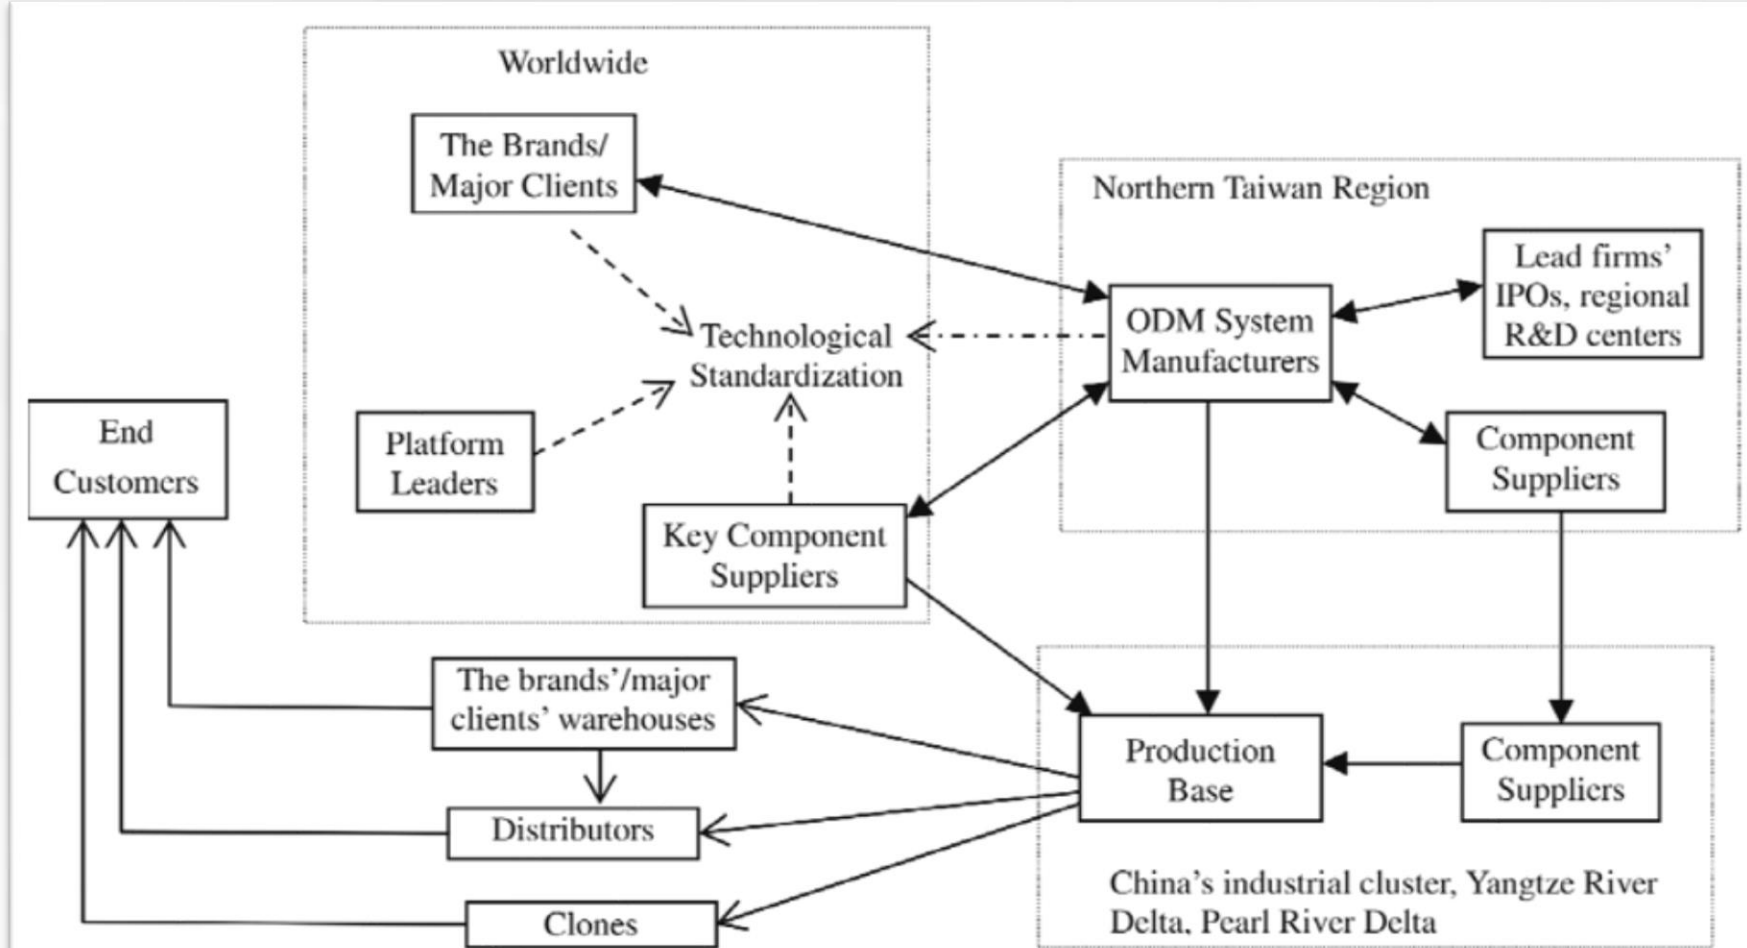 Worldwide
The Brands/
Major Clients
Northern Taiwan Region
Lead firms’
IPOs, regional
R&D centers
ODM System
Manufacturers
Technological
Standardization
End
Customers
Platform
Leaders
Component
Suppliers
Key Component
Suppliers
The brands’/major
clients’ warehouses
Production
Base
Component
Suppliers
Distributors
Clones
China’s industrial cluster, Yangtze River
Delta, Pearl River Delta